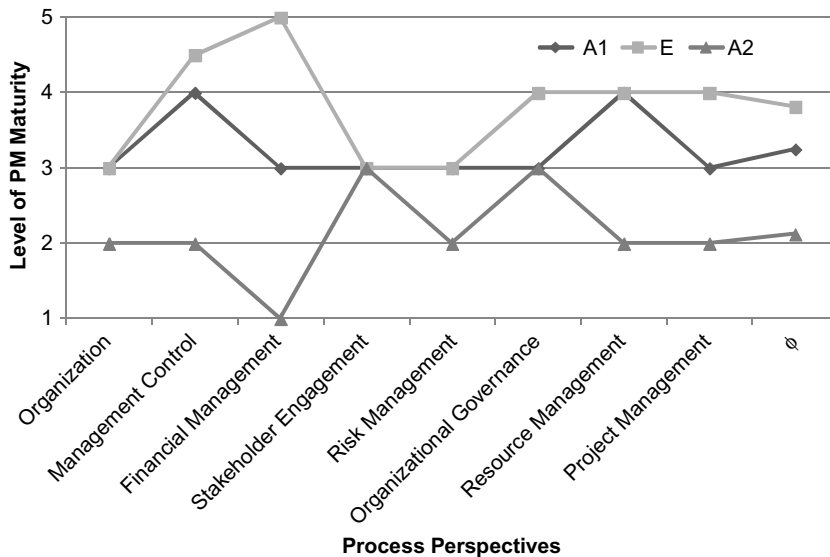 5
4
3
2
1
Level of PM Maturity
A1
E
A2
Organization
Management Control
Financial Management
Stakeholder Engagement
Risk Management
Organizational Governance
Resource Management
Project Management
ϕ
Process Perspectives